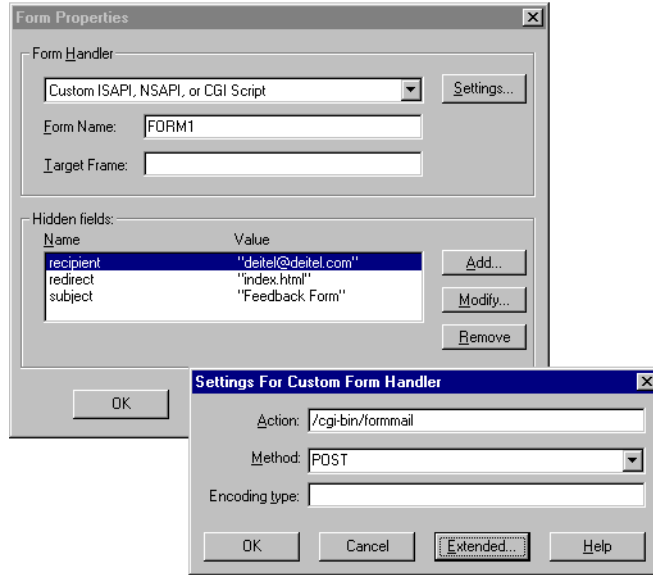 Form Properties
Form Handler
Custom ISAPI, NSAPI, or CGI Script
Settings...
Form Name: FORM1
Target Frame:
Hidden fields:
Name Value
recipient "deitel@deitel.com"
redirect "index.html"
subject "Feedback Form"
Add...
Modify...
Remove
OK
Settings For Custom Form Handler
Action: /cgi-bin/formmail
Method: POST
Encoding type:
OK Cancel Extended... Help